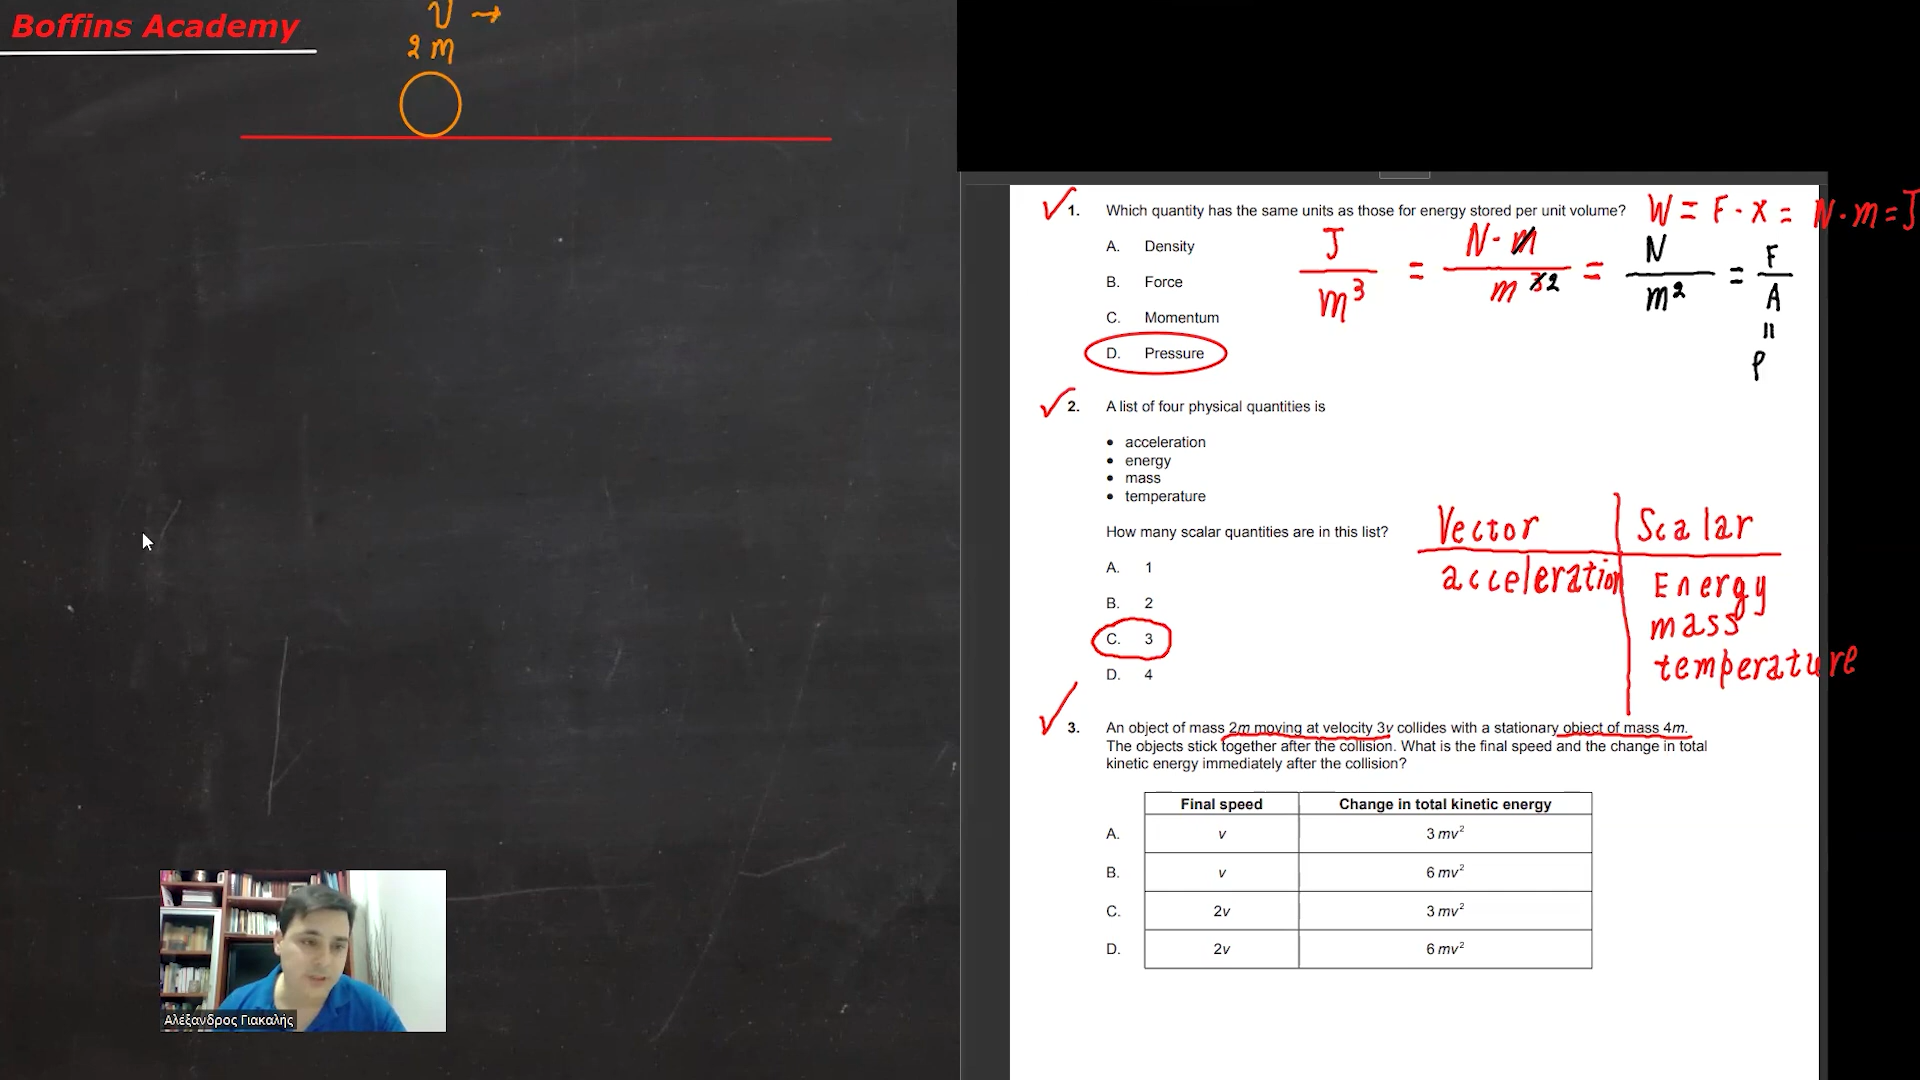 Boffins Academy
υ →
2 m
✓ 1. Which quantity has the same units as those for energy stored per unit volume?
W = F · x = N · m = J
A. Density
B. Force
C. Momentum
D. Pressure
J / m³ = N · m / m³2 = N / m² = F / A
=
P
✓ 2. A list of four physical quantities is
• acceleration
• energy
• mass
• temperature
How many scalar quantities are in this list?
A. 1
B. 2
C. 3
D. 4
Vector | Scalar
acceleration | Energy
mass
temperature
✓ 3. An object of mass 2m moving at velocity 3v collides with a stationary object of mass 4m.
The objects stick together after the collision. What is the final speed and the change in total
kinetic energy immediately after the collision?
Final speed | Change in total kinetic energy
A. v | 3 mv²
B. v | 6 mv²
C. 2v | 3 mv²
D. 2v | 6 mv²
Αλέξανδρος Γιακαλής